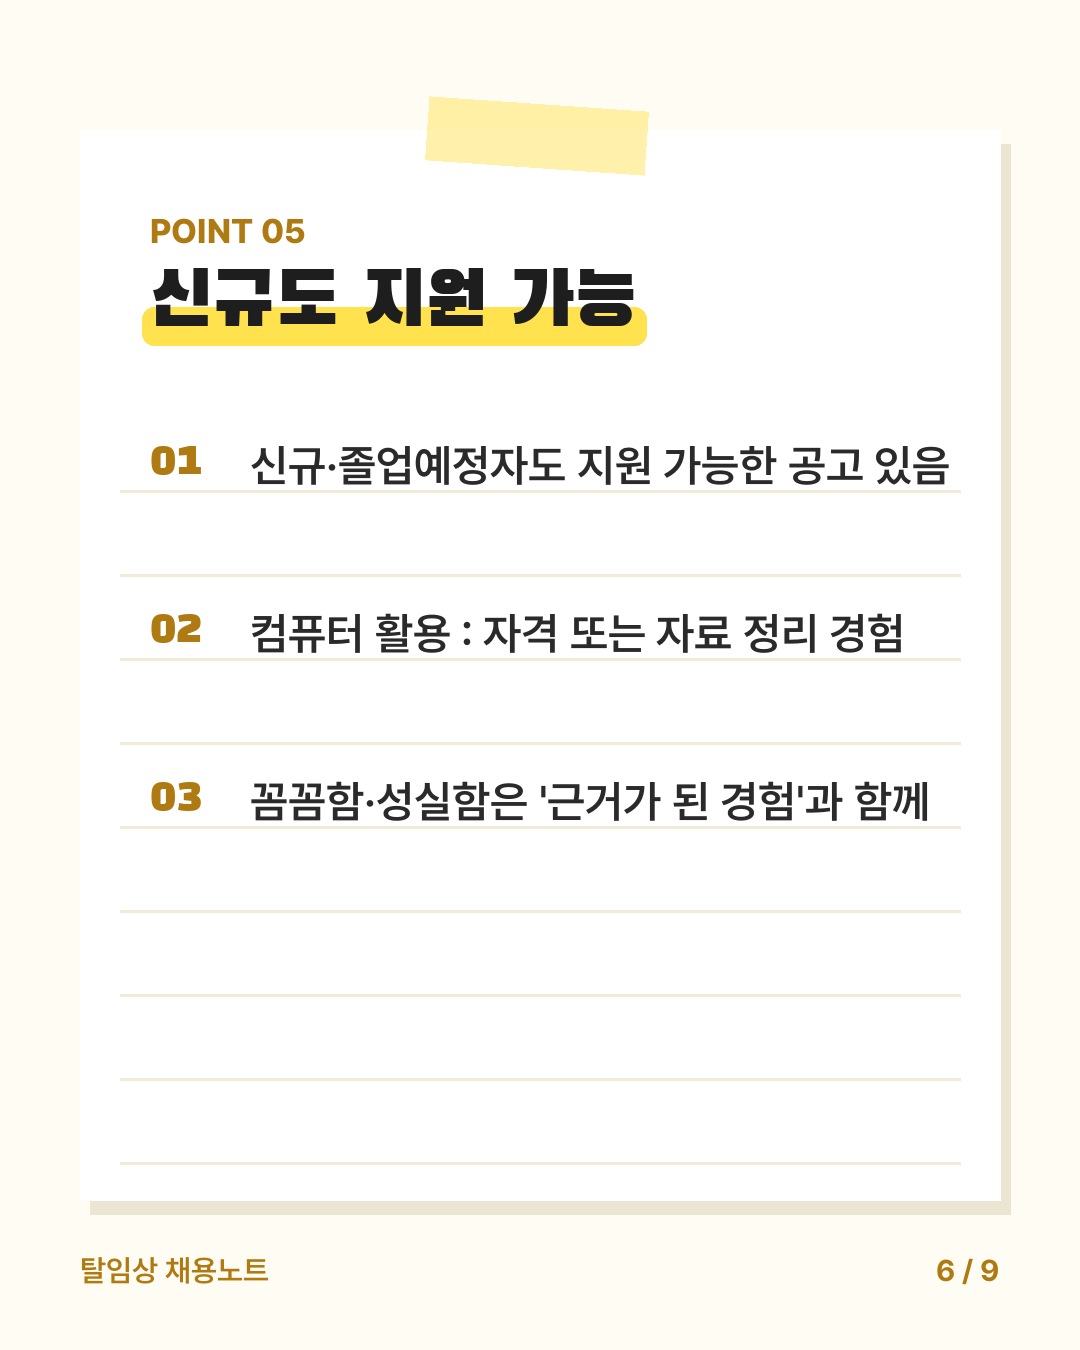 POINT 05
신규도 지원 가능
01 신규·졸업예정자도 지원 가능한 공고 있음
02 컴퓨터 활용 : 자격 또는 자료 정리 경험
03 꼼꼼함·성실함은 '근거가 된 경험'과 함께
탈임상 채용노트
6 / 9